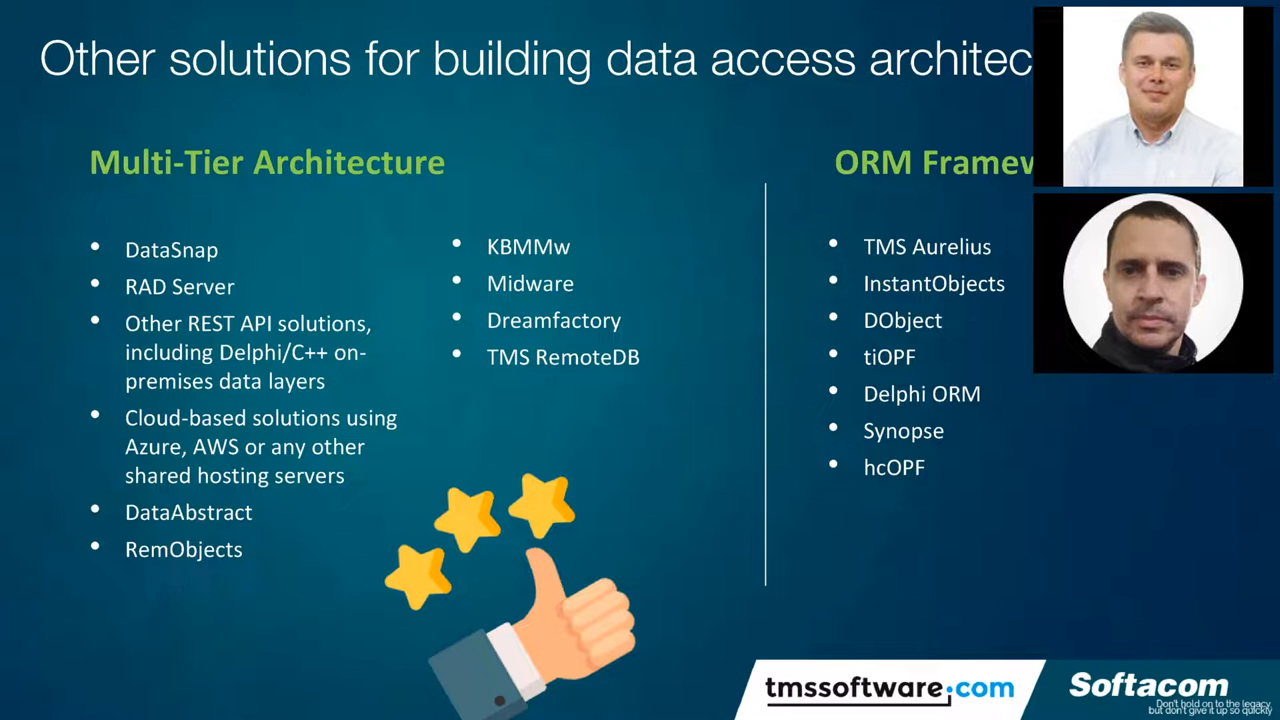 Other solutions for building data access architec
Multi-Tier Architecture
• DataSnap
• RAD Server
• Other REST API solutions,
including Delphi/C++ on-
premises data layers
• Cloud-based solutions using
Azure, AWS or any other
shared hosting servers
• DataAbstract
• RemObjects
• KBMMw
• Midware
• Dreamfactory
• TMS RemoteDB
ORM Framew
• TMS Aurelius
• InstantObjects
• DObject
• tiOPF
• Delphi ORM
• Synopse
• hcOPF
tmssoftware.com
Softacom
Don't hold on to the legacy,
but don't give it up so quickly